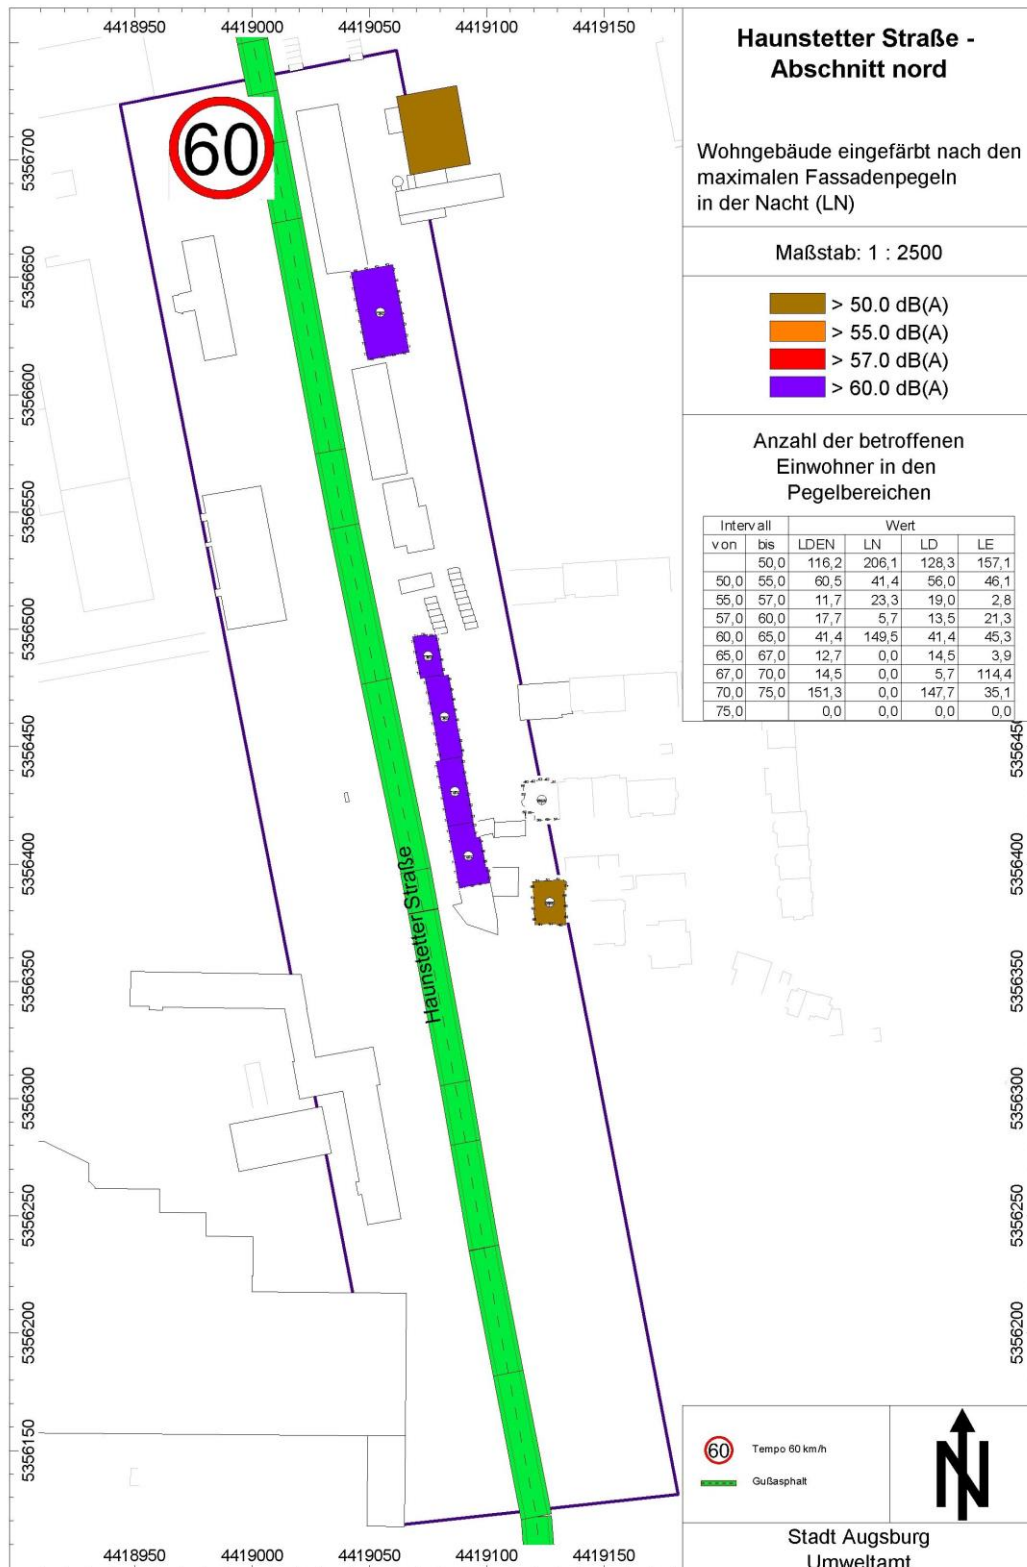 4418950 4419000 4419050 4419100 4419150
Haunstetter Straße -
Abschnitt nord
Wohngebäude eingefärbt nach den
maximalen Fassadenpegeln
in der Nacht (LN)
Maßstab: 1 : 2500
> 50.0 dB(A)
> 55.0 dB(A)
> 57.0 dB(A)
> 60.0 dB(A)
Anzahl der betroffenen
Einwohner in den
Pegelbereichen
Intervall Wert
von bis LDEN LN LD LE
50,0 116,2 206,1 128,3 157,1
50,0 55,0 60,5 41,4 56,0 46,1
55,0 57,0 11,7 23,3 19,0 2,8
57,0 60,0 17,7 5,7 13,5 21,3
60,0 65,0 41,4 149,5 41,4 45,3
65,0 67,0 12,7 0,0 14,5 3,9
67,0 70,0 14,5 0,0 5,7 114,4
70,0 75,0 151,3 0,0 147,7 35,1
75,0 0,0 0,0 0,0 0,0
60
5356700
5356650
5356600
5356550
5356500
5356450
5356400
5356350
5356300
5356250
5356200
5356150
Haunstetter Straße
5356450
5356400
5356350
5356300
5356250
5356200
60 Tempo 60 km/h
Gußasphalt
N
Stadt Augsburg
Umweltamt
4418950 4419000 4419050 4419100 4419150